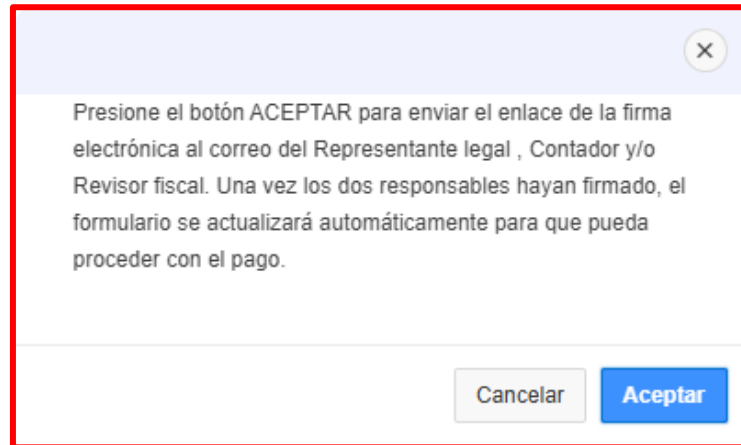 Presione el botón ACEPTAR para enviar el enlace de la firma
electrónica al correo del Representante legal , Contador y/o
Revisor fiscal. Una vez los dos responsables hayan firmado, el
formulario se actualizará automáticamente para que pueda
proceder con el pago.
Cancelar Aceptar